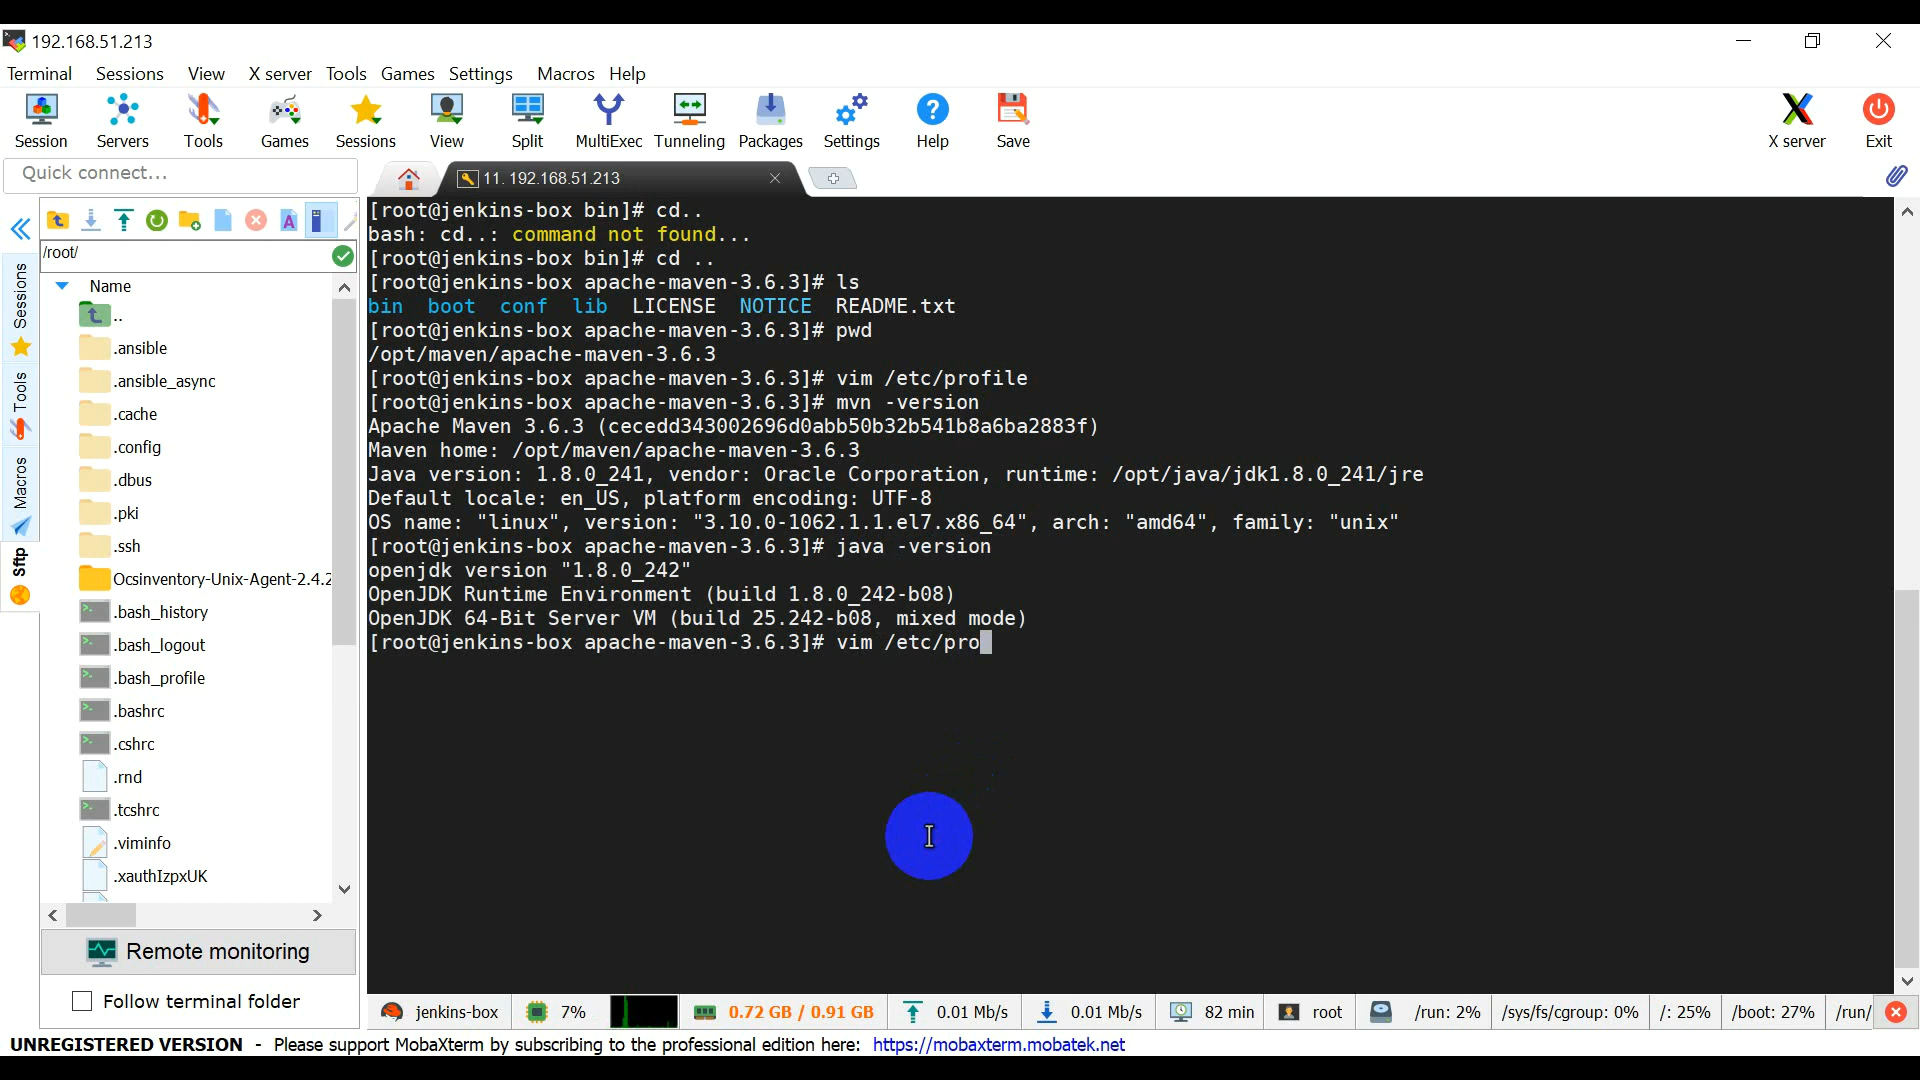 192.168.51.213
Terminal Sessions View X server Tools Games Settings Macros Help
Session Servers Tools Games Sessions View Split MultiExec Tunneling Packages Settings Help Save X server Exit
Quick connect...
11. 192.168.51.213
/root/
Name
..
.ansible
.ansible_async
.cache
.config
.dbus
.pki
.ssh
Ocsinventory-Unix-Agent-2.4.2
.bash_history
.bash_logout
.bash_profile
.bashrc
.cshrc
.rnd
.tcshrc
.viminfo
.xauthIzpxUK
Sessions
Tools
Macros
Sftp
Remote monitoring
Follow terminal folder
[root@jenkins-box bin]# cd..
bash: cd..: command not found...
[root@jenkins-box bin]# cd ..
[root@jenkins-box apache-maven-3.6.3]# ls
bin boot conf lib LICENSE NOTICE README.txt
[root@jenkins-box apache-maven-3.6.3]# pwd
/opt/maven/apache-maven-3.6.3
[root@jenkins-box apache-maven-3.6.3]# vim /etc/profile
[root@jenkins-box apache-maven-3.6.3]# mvn -version
Apache Maven 3.6.3 (cecedd343002696d0abb50b32b541b8a6ba2883f)
Maven home: /opt/maven/apache-maven-3.6.3
Java version: 1.8.0_241, vendor: Oracle Corporation, runtime: /opt/java/jdk1.8.0_241/jre
Default locale: en_US, platform encoding: UTF-8
OS name: "linux", version: "3.10.0-1062.1.1.el7.x86_64", arch: "amd64", family: "unix"
[root@jenkins-box apache-maven-3.6.3]# java -version
openjdk version "1.8.0_242"
OpenJDK Runtime Environment (build 1.8.0_242-b08)
OpenJDK 64-Bit Server VM (build 25.242-b08, mixed mode)
[root@jenkins-box apache-maven-3.6.3]# vim /etc/pro
jenkins-box 7% 0.72 GB / 0.91 GB 0.01 Mb/s 0.01 Mb/s 82 min root /run: 2% /sys/fs/cgroup: 0% /: 25% /boot: 27% /run/
UNREGISTERED VERSION - Please support MobaXterm by subscribing to the professional edition here: https://mobaxterm.mobatek.net